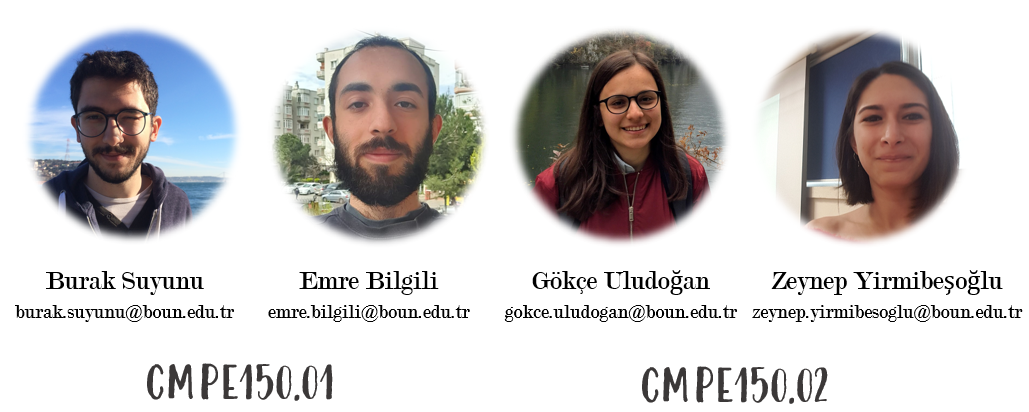 Burak Suyunu
burak.suyunu@boun.edu.tr
Emre Bilgili
emre.bilgili@boun.edu.tr
Gökçe Uludoğan
gokce.uludogan@boun.edu.tr
Zeynep Yirmibeşoğlu
zeynep.yirmibesoglu@boun.edu.tr
CMPE150.01
CMPE150.02